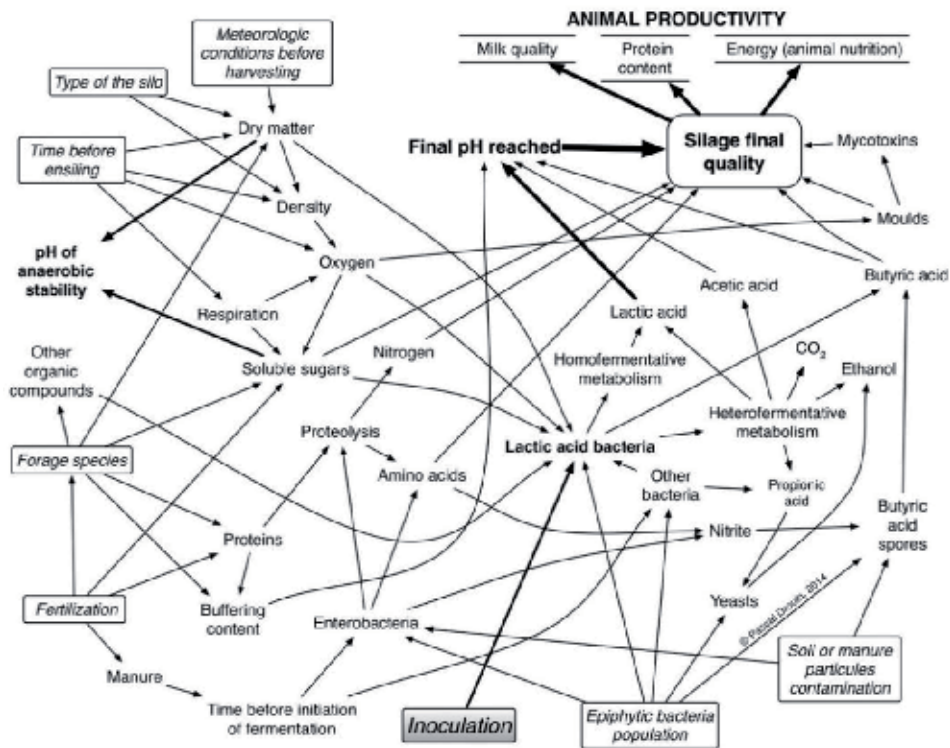 ANIMAL PRODUCTIVITY
Milk quality
Protein
content
Energy (animal nutrition)
Meteorologic
conditions before
harvesting
Type of the silo
Dry matter
Time before
ensiling
Final pH reached
Silage final
quality
Mycotoxins
Density
Moulds
pH of
anaerobic
stability
Oxygen
Butyric acid
Acetic acid
Respiration
Lactic acid
Other
organic
compounds
Nitrogen
Soluble sugars
Homofermentative
metabolism
CO2
Ethanol
Proteolysis
Heterofermentative
metabolism
Lactic acid bacteria
Forage species
Amino acids
Other
bacteria
Propionic
acid
Butyric
acid
spores
Proteins
Nitrite
Fertilization
Buffering
content
Enterobacteria
Yeasts
2014
Manure
Soil or manure
particules
contamination
Time before initiation
of fermentation
Inoculation
Epiphytic bacteria
population